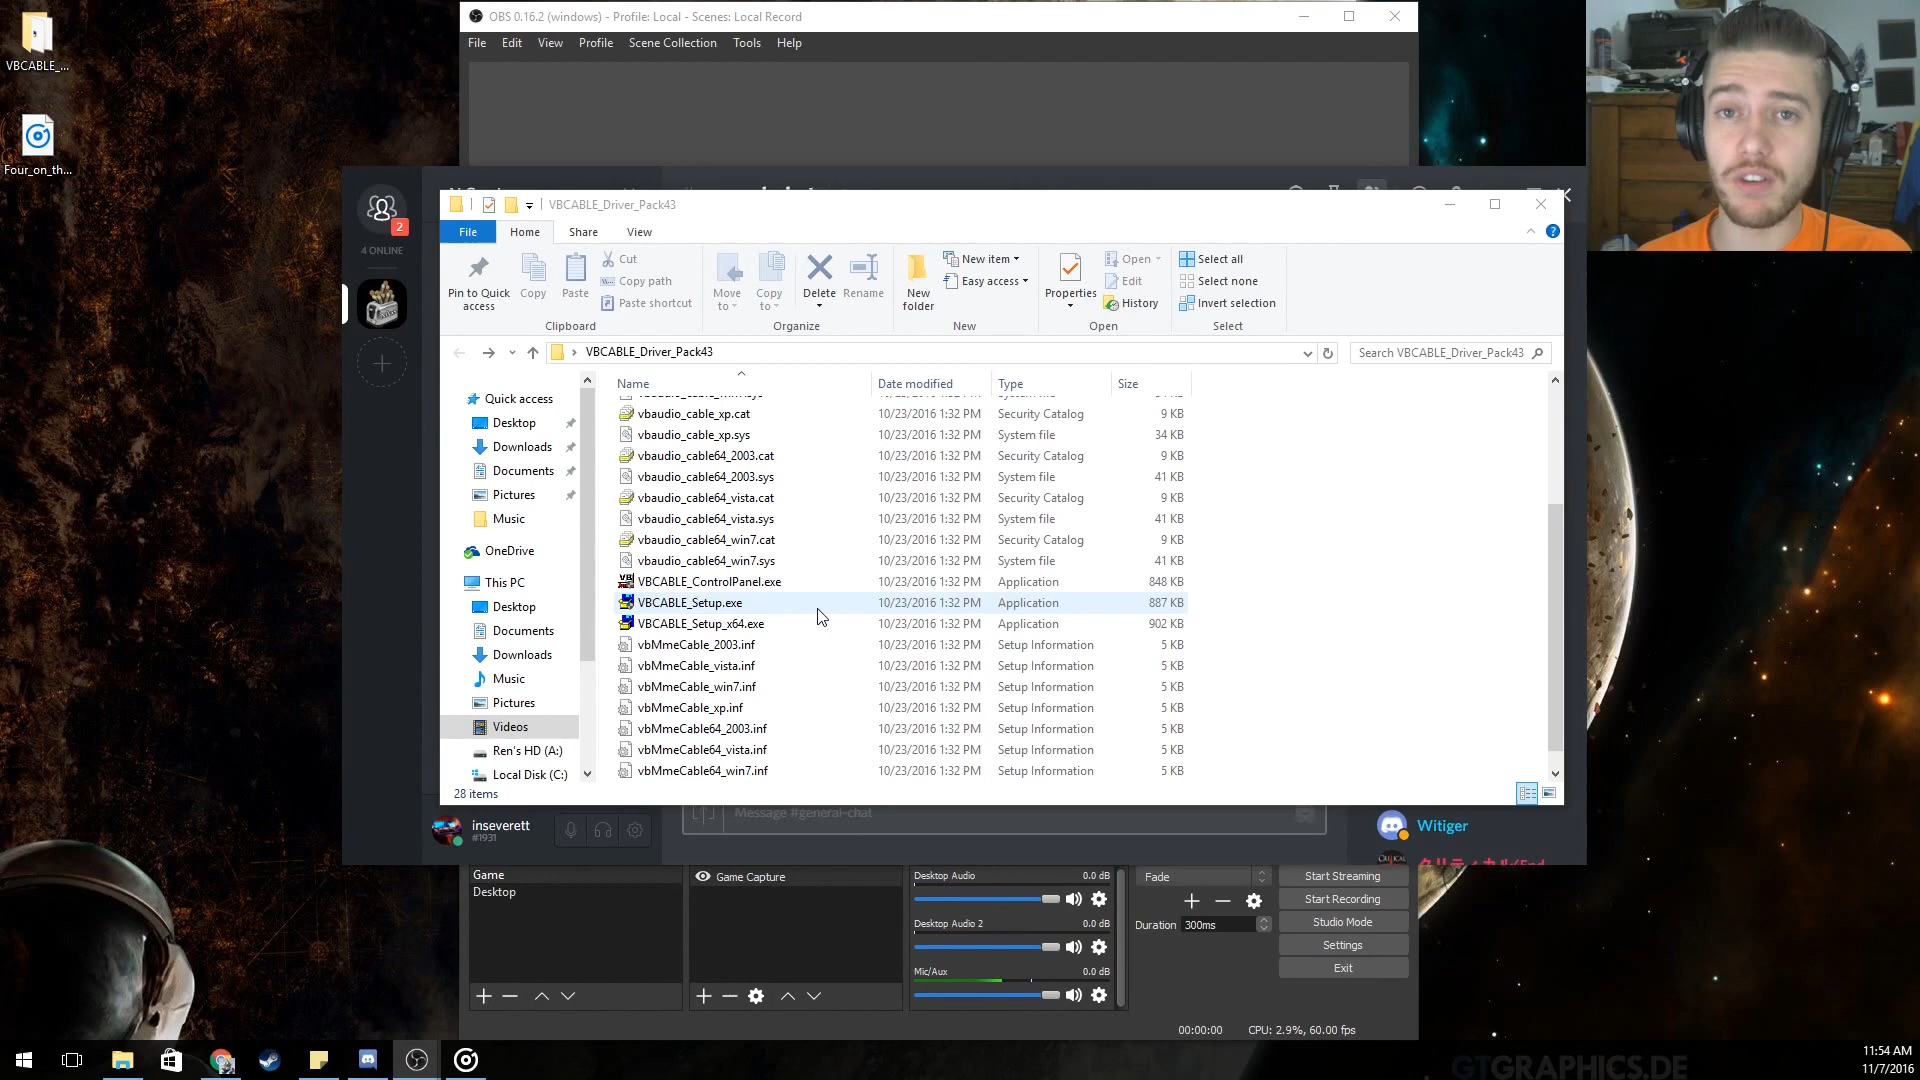 VBCABLE_...
Four_on_th...
OBS 0.16.2 (windows) - Profile: Local - Scenes: Local Record
File Edit View Profile Scene Collection Tools Help
2
4 ONLINE
VBCABLE_Driver_Pack43
File Home Share View
Pin to Quick access
Copy
Paste
Cut
Copy path
Paste shortcut
Clipboard
Move to
Copy to
Delete
Rename
Organize
New folder
New item
Easy access
New
Properties
Open
Edit
History
Open
Select all
Select none
Invert selection
Select
VBCABLE_Driver_Pack43
Search VBCABLE_Driver_Pack43
Quick access
Desktop
Downloads
Documents
Pictures
Music
OneDrive
This PC
Desktop
Documents
Downloads
Music
Pictures
Videos
Ren's HD (A:)
Local Disk (C:)
Name Date modified Type Size
vbaudio_cable_xp.cat 10/23/2016 1:32 PM Security Catalog 9 KB
vbaudio_cable_xp.sys 10/23/2016 1:32 PM System file 34 KB
vbaudio_cable64_2003.cat 10/23/2016 1:32 PM Security Catalog 9 KB
vbaudio_cable64_2003.sys 10/23/2016 1:32 PM System file 41 KB
vbaudio_cable64_vista.cat 10/23/2016 1:32 PM Security Catalog 9 KB
vbaudio_cable64_vista.sys 10/23/2016 1:32 PM System file 41 KB
vbaudio_cable64_win7.cat 10/23/2016 1:32 PM Security Catalog 9 KB
vbaudio_cable64_win7.sys 10/23/2016 1:32 PM System file 41 KB
VBCABLE_ControlPanel.exe 10/23/2016 1:32 PM Application 848 KB
VBCABLE_Setup.exe 10/23/2016 1:32 PM Application 887 KB
VBCABLE_Setup_x64.exe 10/23/2016 1:32 PM Application 902 KB
vbMmeCable_2003.inf 10/23/2016 1:32 PM Setup Information 5 KB
vbMmeCable_vista.inf 10/23/2016 1:32 PM Setup Information 5 KB
vbMmeCable_win7.inf 10/23/2016 1:32 PM Setup Information 5 KB
vbMmeCable_xp.inf 10/23/2016 1:32 PM Setup Information 5 KB
vbMmeCable64_2003.inf 10/23/2016 1:32 PM Setup Information 5 KB
vbMmeCable64_vista.inf 10/23/2016 1:32 PM Setup Information 5 KB
vbMmeCable64_win7.inf 10/23/2016 1:32 PM Setup Information 5 KB
28 items
inseverett
#1931
Message #general-chat
Witiger
Game
Desktop
Game Capture
Desktop Audio 0.0 dB
Desktop Audio 2 0.0 dB
Mic/Aux 0.0 dB
Fade
Duration 300ms
Start Streaming
Start Recording
Studio Mode
Settings
Exit
00:00:00 CPU: 2.9%, 60.00 fps
GTGRAPHICS.DE
11:54 AM
11/7/2016